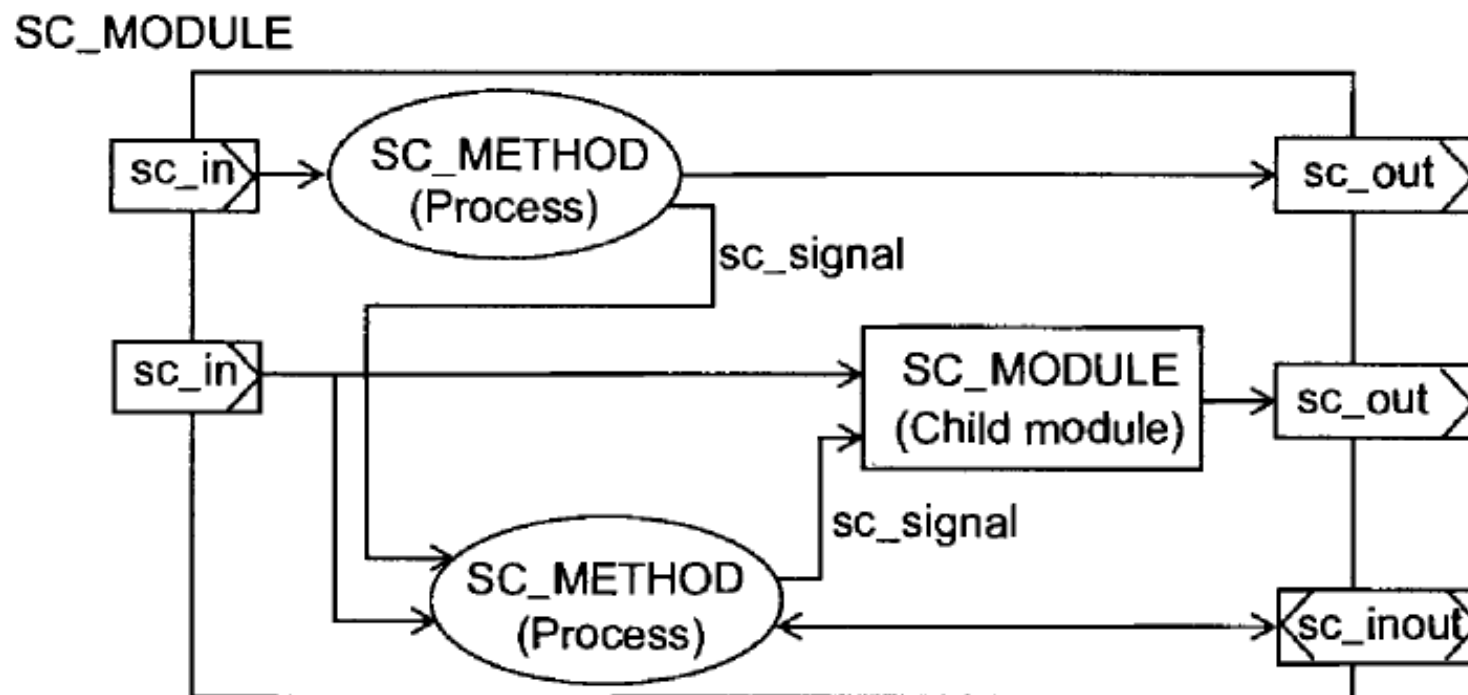 SC_MODULE
sc_in
SC_METHOD
(Process)
sc_out
sc_signal
sc_in
SC_MODULE
(Child module)
sc_out
sc_signal
SC_METHOD
(Process)
sc_inout